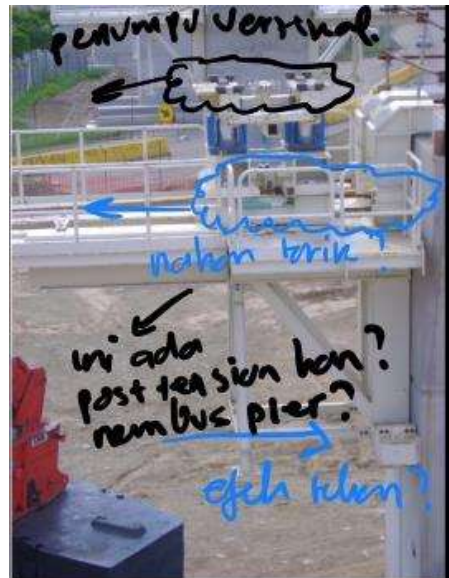 penumpu vertikal.
nahan tarik?
ini ada
post tension kan?
nembus pier?
efek tekan?